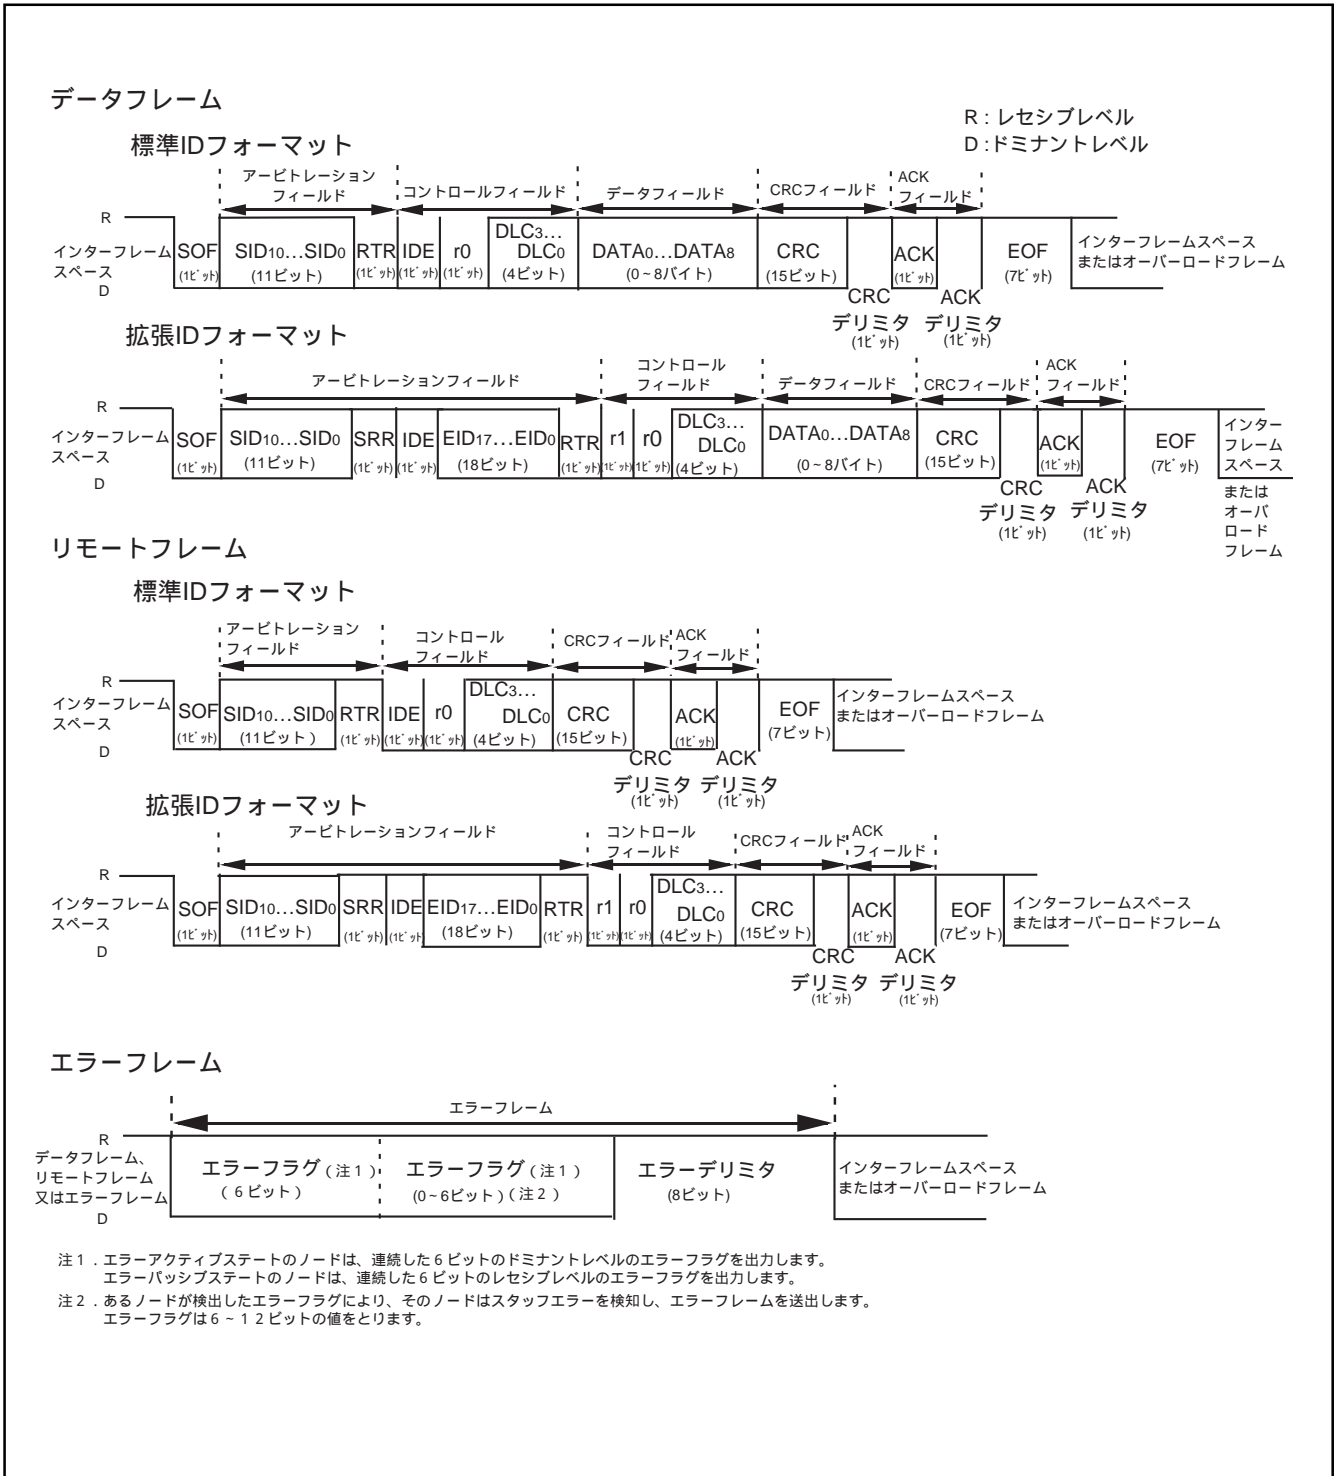 データフレーム
R : レセシブレベル
D :ドミナントレベル
標準IDフォーマット
アービトレーション
フィールド
コントロールフィールド
データフィールド
CRCフィールド
ACK
フィールド
R
インターフレーム
スペース
D
SOF
(1ビット)
SID10...SID0
(11ビット)
RTR
(1ビット)
IDE
(1ビット)
r0
(1ビット)
DLC3...
DLC0
(4ビット)
DATA0...DATA8
(0~8バイト)
CRC
(15ビット)
CRC
デリミタ
(1ビット)
ACK
(1ビット)
ACK
デリミタ
(1ビット)
EOF
(7ビット)
インターフレームスペース
またはオーバーロードフレーム
拡張IDフォーマット
アービトレーションフィールド
コントロール
フィールド
データフィールド
CRCフィールド
ACK
フィールド
R
インターフレーム
スペース
D
SOF
(1ビット)
SID10...SID0
(11ビット)
SRR
(1ビット)
IDE
(1ビット)
EID17...EID0
(18ビット)
RTR
(1ビット)
r1
(1ビット)
r0
(1ビット)
DLC3...
DLC0
(4ビット)
DATA0...DATA8
(0~8バイト)
CRC
(15ビット)
CRC
デリミタ
(1ビット)
ACK
(1ビット)
ACK
デリミタ
(1ビット)
EOF
(7ビット)
インター
フレーム
スペース
または
オーバ
ロード
フレーム
リモートフレーム
標準IDフォーマット
アービトレーション
フィールド
コントロール
フィールド
CRCフィールド
ACK
フィールド
R
インターフレーム
スペース
D
SOF
(1ビット)
SID10...SID0
(11ビット )
RTR
(1ビット)
IDE
(1ビット)
r0
(1ビット)
DLC3...
DLC0
(4ビット)
CRC
(15ビット)
CRC
デリミタ
(1ビット)
ACK
(1ビット)
ACK
デリミタ
(1ビット)
EOF
(7ビット)
インターフレームスペース
またはオーバーロードフレーム
拡張IDフォーマット
アービトレーションフィールド
コントロール
フィールド
CRCフィールド
ACK
フィールド
R
インターフレーム
スペース
D
SOF
(1ビット)
SID10...SID0
(11ビット)
SRR
(1ビット)
IDE
(1ビット)
EID17...EID0
(18ビット)
RTR
(1ビット)
r1
(1ビット)
r0
(1ビット)
DLC3...
DLC0
(4ビット)
CRC
(15ビット)
CRC
デリミタ
(1ビット)
ACK
(1ビット)
ACK
デリミタ
(1ビット)
EOF
(7ビット)
インターフレームスペース
またはオーバーロードフレーム
エラーフレーム
エラーフレーム
R
データフレーム、
リモートフレーム
又はエラーフレーム
D
エラーフラグ(注1)
( 6ビット )
エラーフラグ(注1)
(0~6ビット)(注2)
エラーデリミタ
(8ビット)
インターフレームスペース
またはオーバーロードフレーム
注1.エラーアクティブステートのノードは、連続した6ビットのドミナントレベルのエラーフラグを出力します。
エラーパッシブステートのノードは、連続した6ビットのレセシブレベルのエラーフラグを出力します。
注2.あるノードが検出したエラーフラグにより、そのノードはスタッフエラーを検知し、エラーフレームを送出します。
エラーフラグは6~12ビットの値をとります。